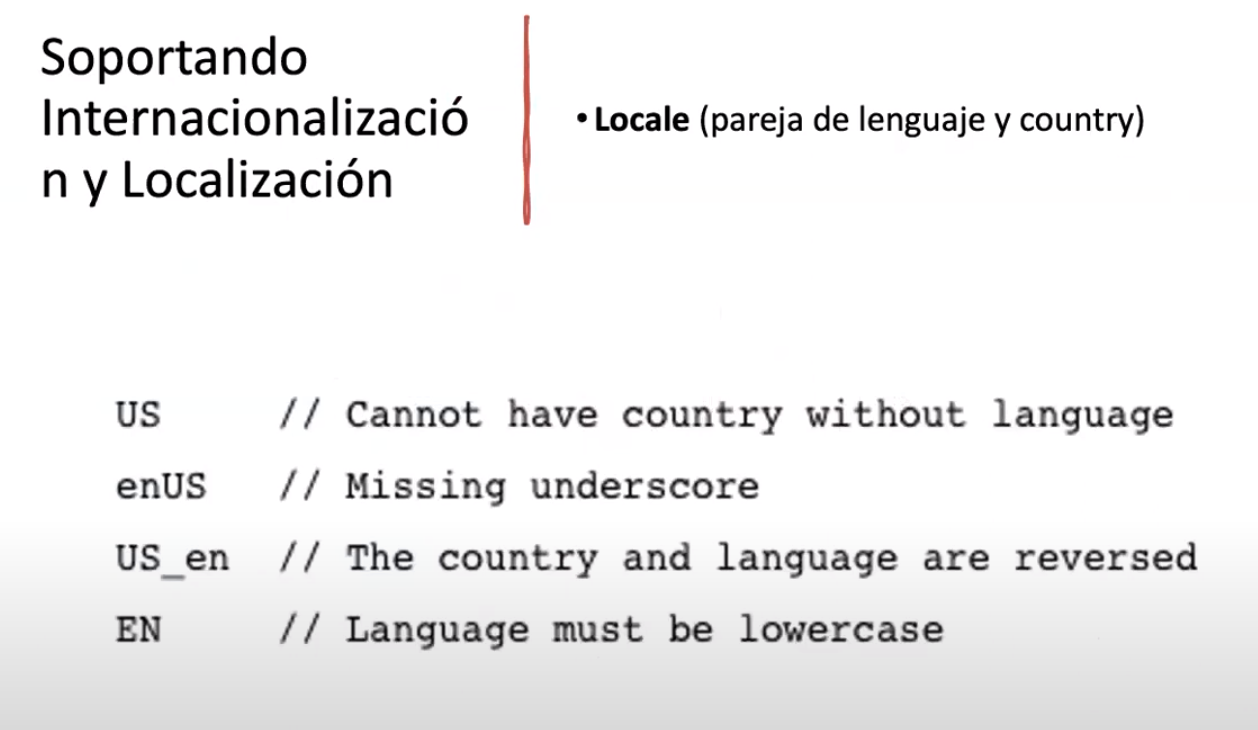 Soportando
Internacionalizació
n y Localización
• Locale (pareja de lenguaje y country)
US // Cannot have country without language
enUS // Missing underscore
US_en // The country and language are reversed
EN // Language must be lowercase